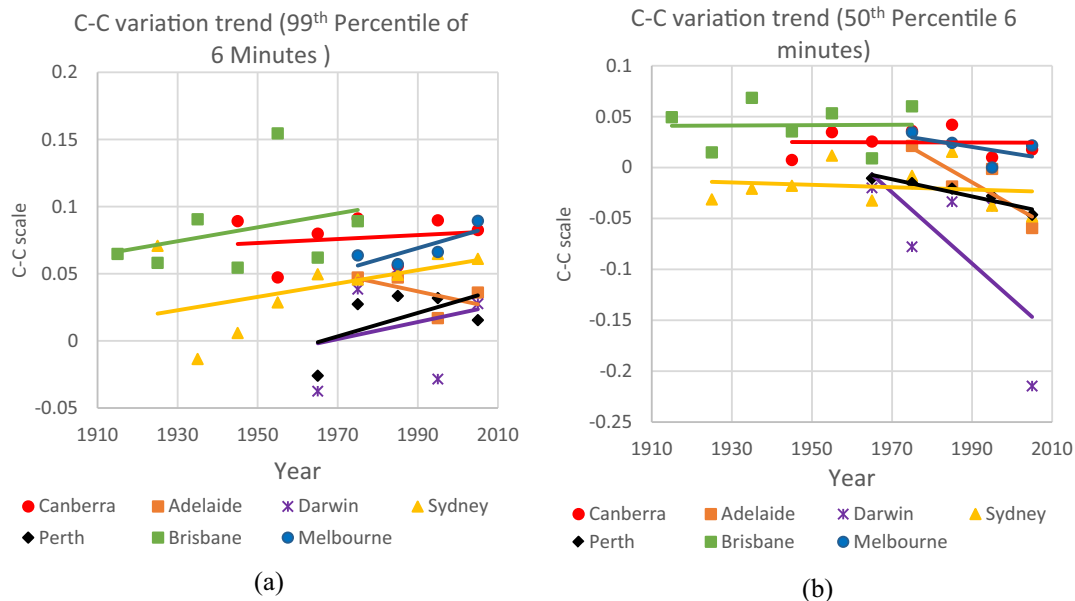 C-C variation trend (99th Percentile of
6 Minutes )
0.2
0.15
0.1
0.05
0
-0.05
C-C scale
1910 1930 1950 1970 1990 2010
Year
Canberra Adelaide Darwin Sydney
Perth Brisbane Melbourne
(a)
C-C variation trend (50th Percentile 6
minutes)
0.1
0.05
0
-0.05
-0.1
-0.15
-0.2
-0.25
C-C scale
1910 1930 1950 1970 1990 2010
Year
Canberra Adelaide Darwin Sydney
Perth Brisbane Melbourne
(b)